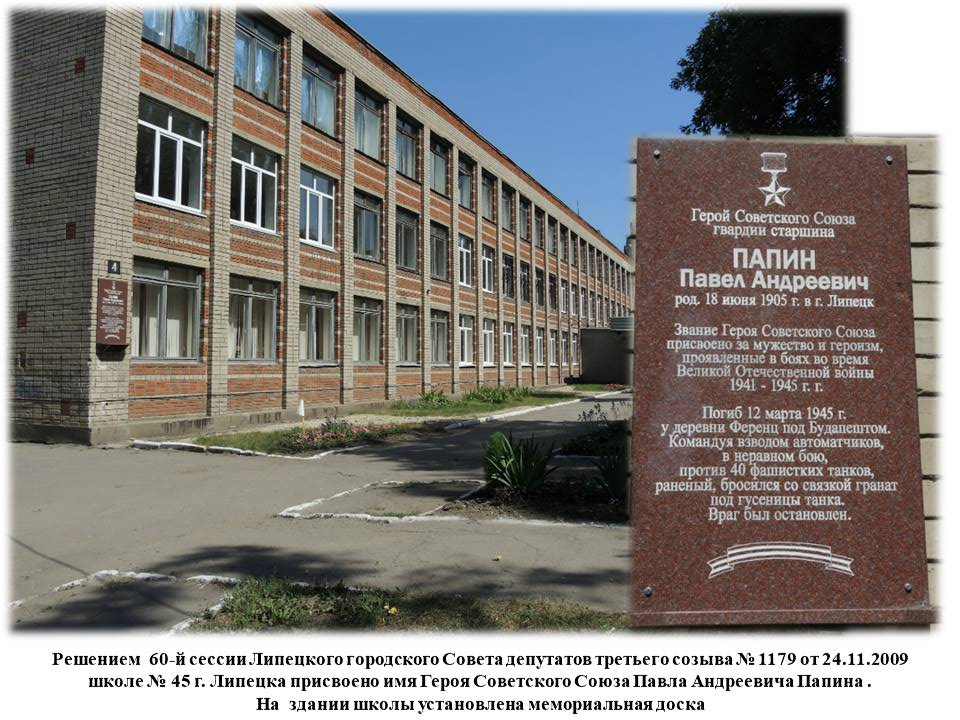 4
Герой Советского Союза
гвардии старшина
ПАПИН
Павел Андреевич
род. 18 июня 1905 г. в г. Липецк
Звание Героя Советского Союза
присвоено за мужество и героизм,
проявленные в боях во время
Великой Отечественной войны
1941 - 1945 г. г.
Погиб 12 марта 1945 г.
у деревни Ференц под Будапештом.
Командуя взводом автоматчиков,
в неравном бою,
против 40 фашистких танков,
раненый, бросился со связкой гранат
под гусеницы танка.
Враг был остановлен.
Решением 60-й сессии Липецкого городского Совета депутатов третьего созыва № 1179 от 24.11.2009
школе № 45 г. Липецка присвоено имя Героя Советского Союза Павла Андреевича Папина .
На здании школы установлена мемориальная доска